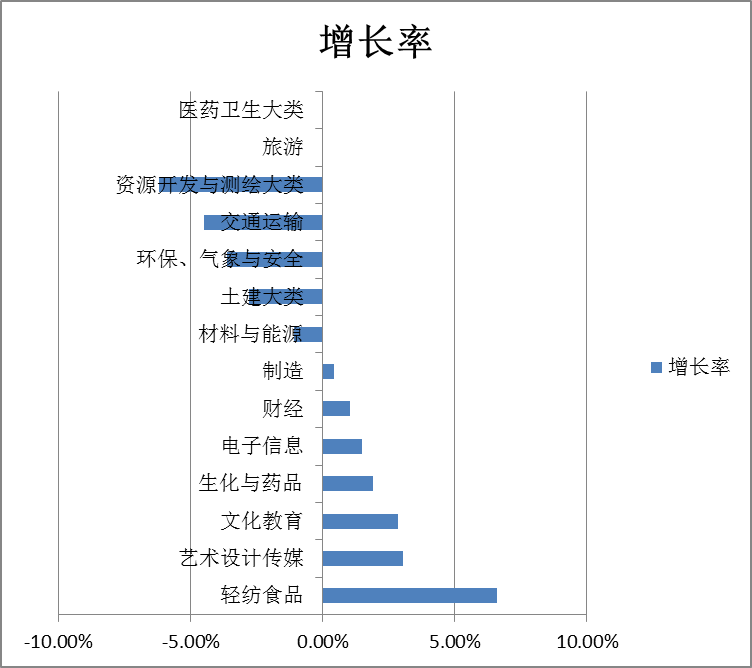 增长率
医药卫生大类
旅游
资源开发与测绘大类
交通运输
环保、气象与安全
土建大类
材料与能源
制造
财经
电子信息
生化与药品
文化教育
艺术设计传媒
轻纺食品
增长率
-10.00% -5.00% 0.00% 5.00% 10.00%